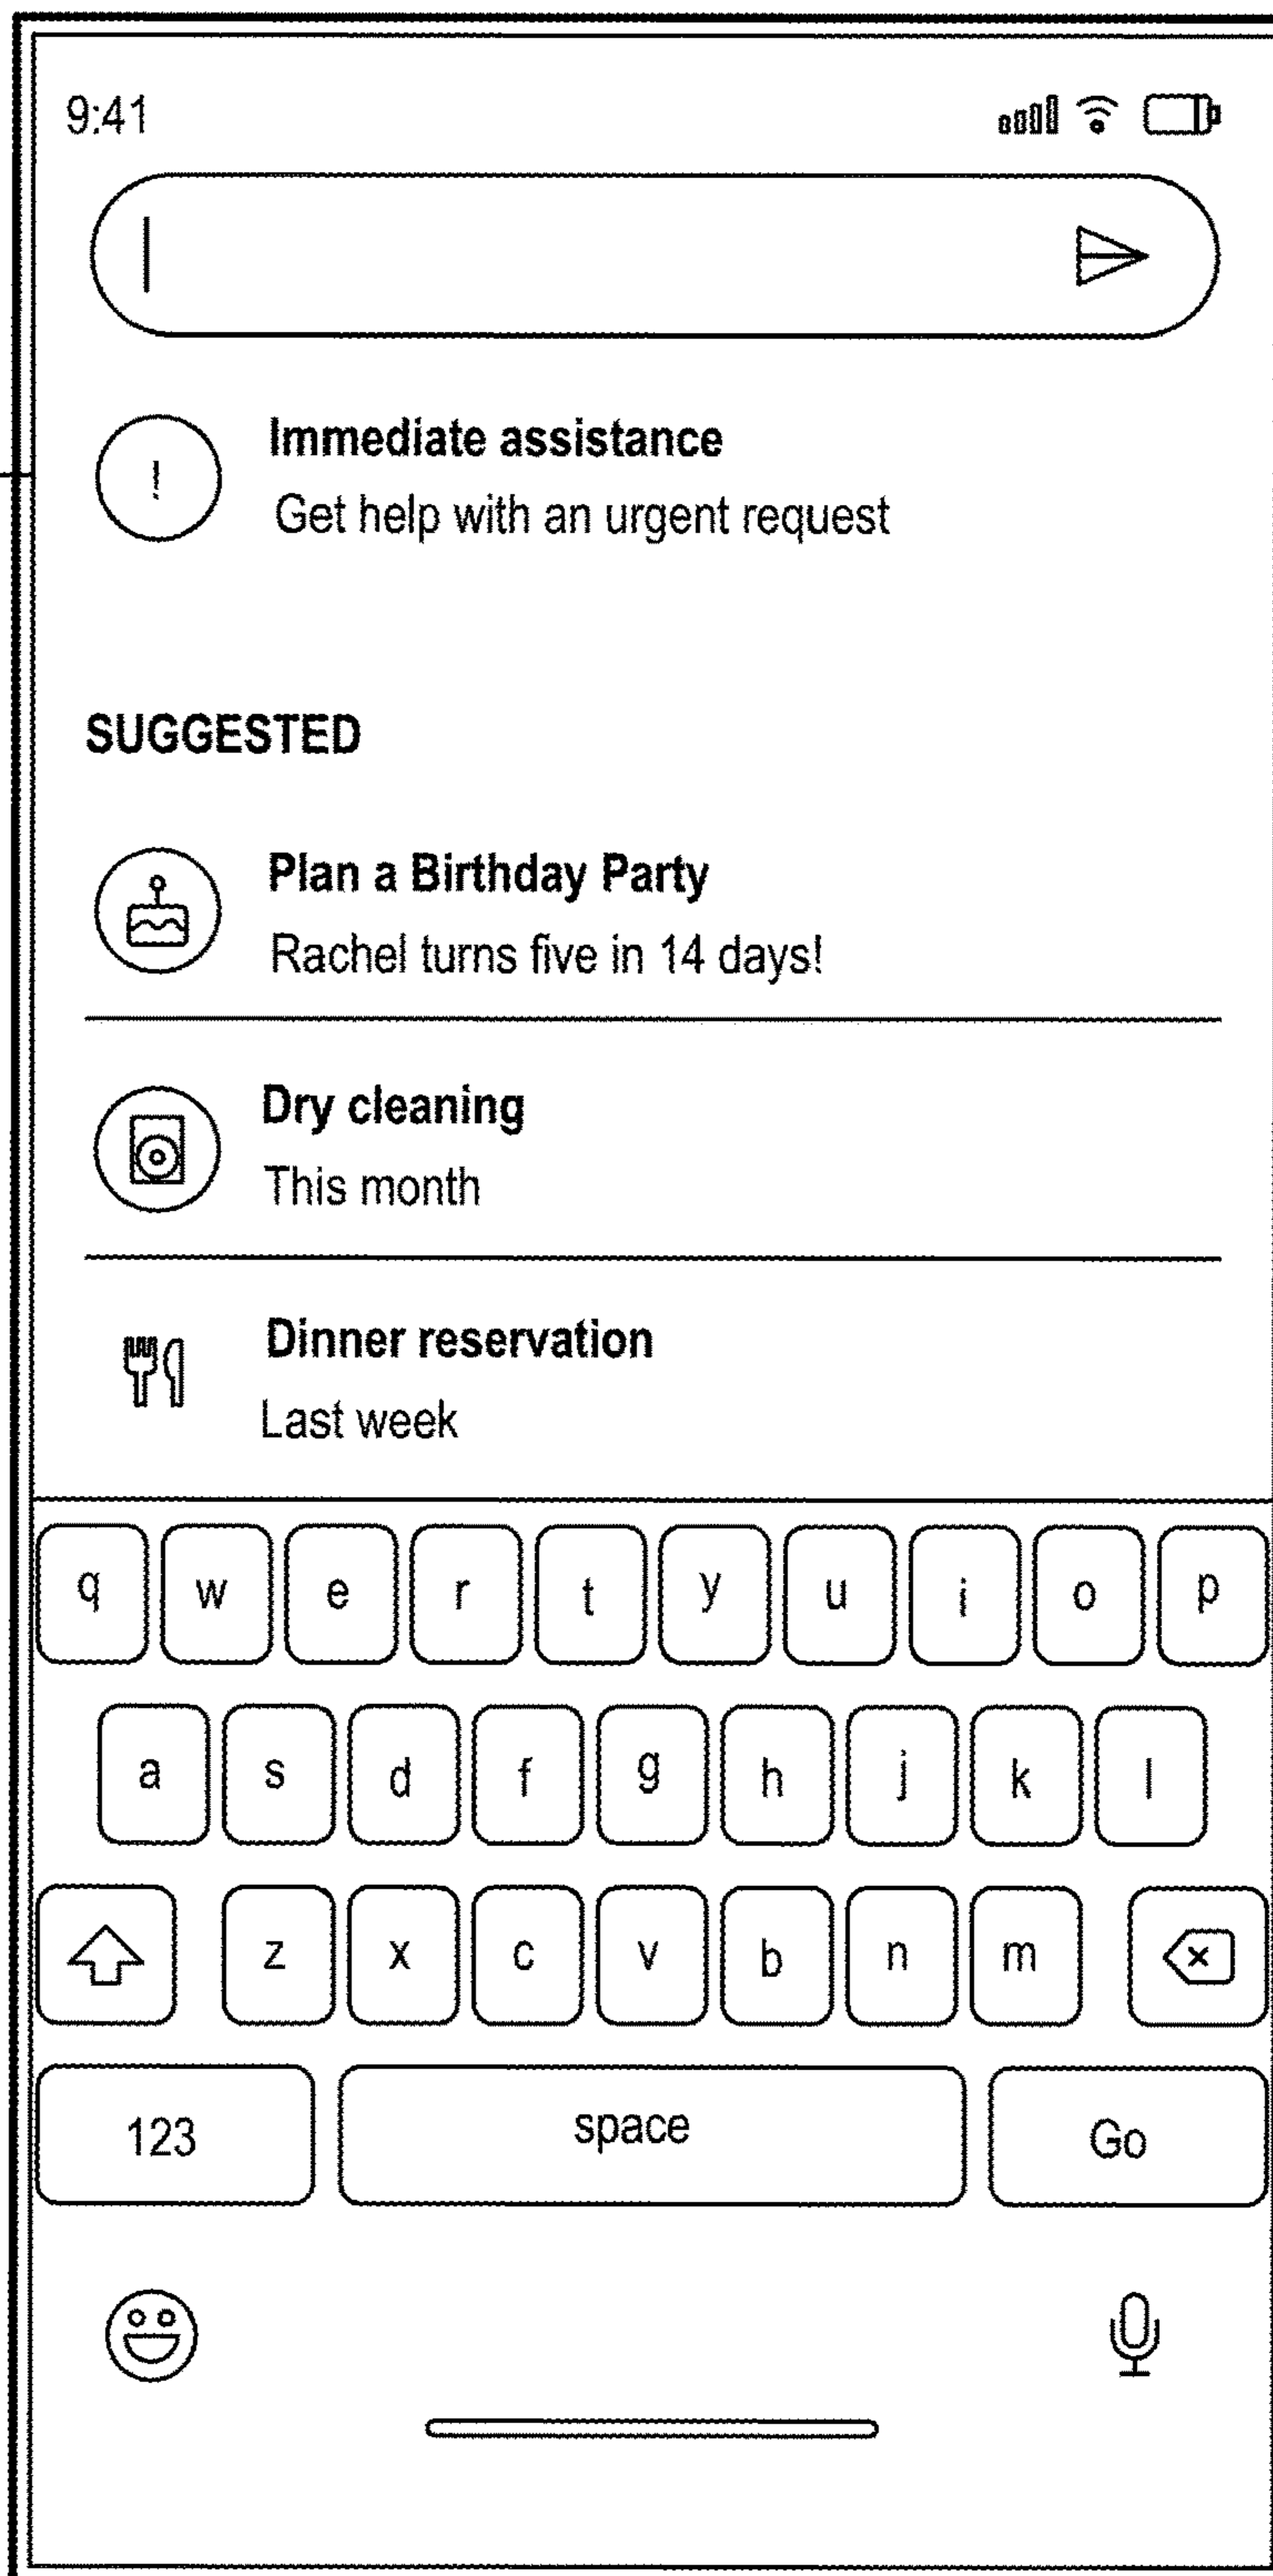 9:41
!
Immediate assistance
Get help with an urgent request
SUGGESTED
Plan a Birthday Party
Rachel turns five in 14 days!
Dry cleaning
This month
Dinner reservation
Last week
q w e r t y u i o p
a s d f g h j k l
z x c v b n m
123 space Go